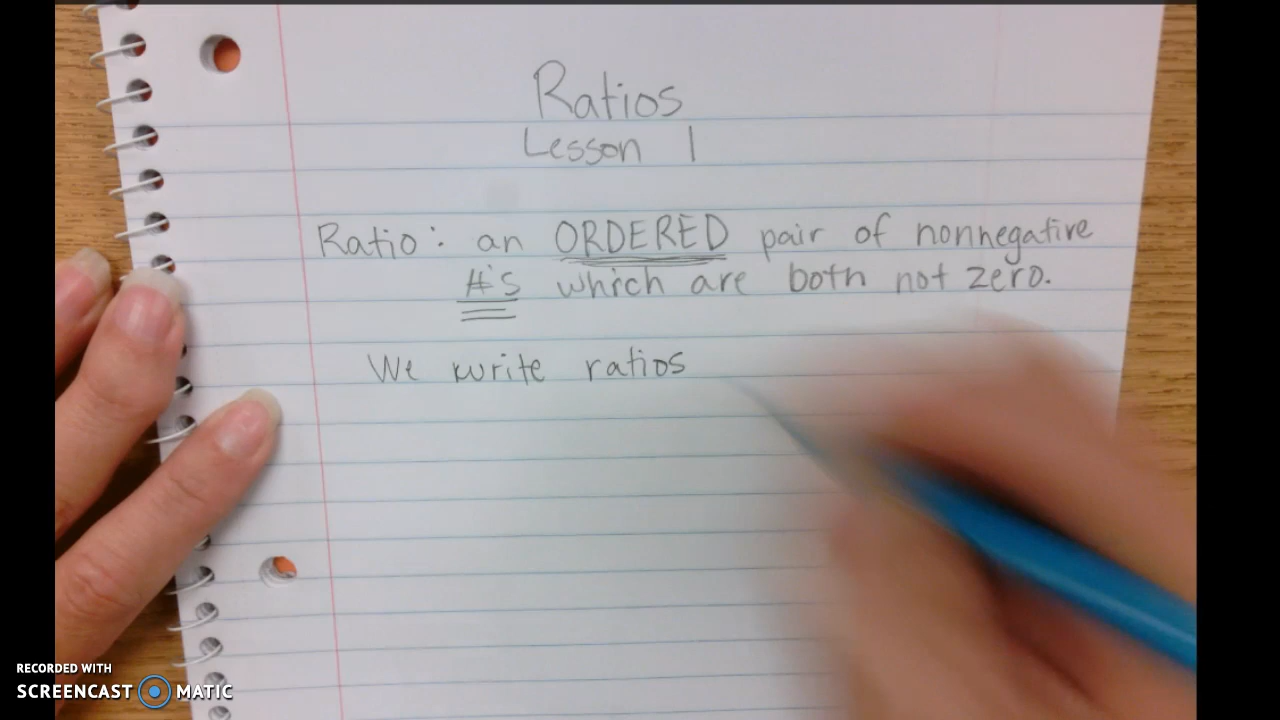 Ratios
Lesson 1
Ratio: an ORDERED pair of nonnegative
#'s which are both not zero.
We write ratios
RECORDED WITH
SCREENCAST MATIC